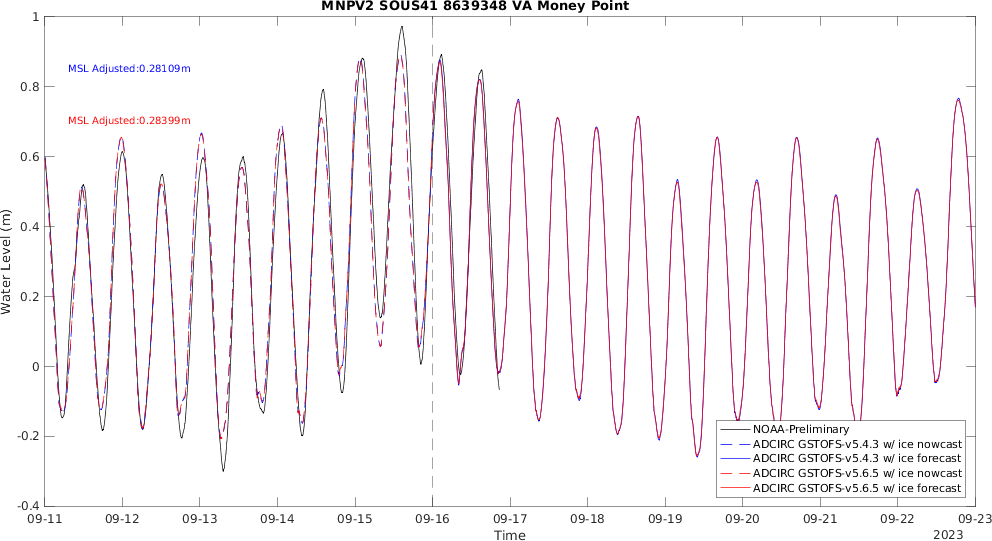 MNPV2 SOUS41 8639348 VA Money Point
MSL Adjusted:0.28109m
MSL Adjusted:0.28399m
Water Level (m)
1
0.8
0.6
0.4
0.2
0
-0.2
-0.4
NOAA-Preliminary
ADCIRC GSTOFS-v5.4.3 w/ ice nowcast
ADCIRC GSTOFS-v5.4.3 w/ ice forecast
ADCIRC GSTOFS-v5.6.5 w/ ice nowcast
ADCIRC GSTOFS-v5.6.5 w/ ice forecast
09-11 09-12 09-13 09-14 09-15 09-16 09-17 09-18 09-19 09-20 09-21 09-22 09-23
Time
2023